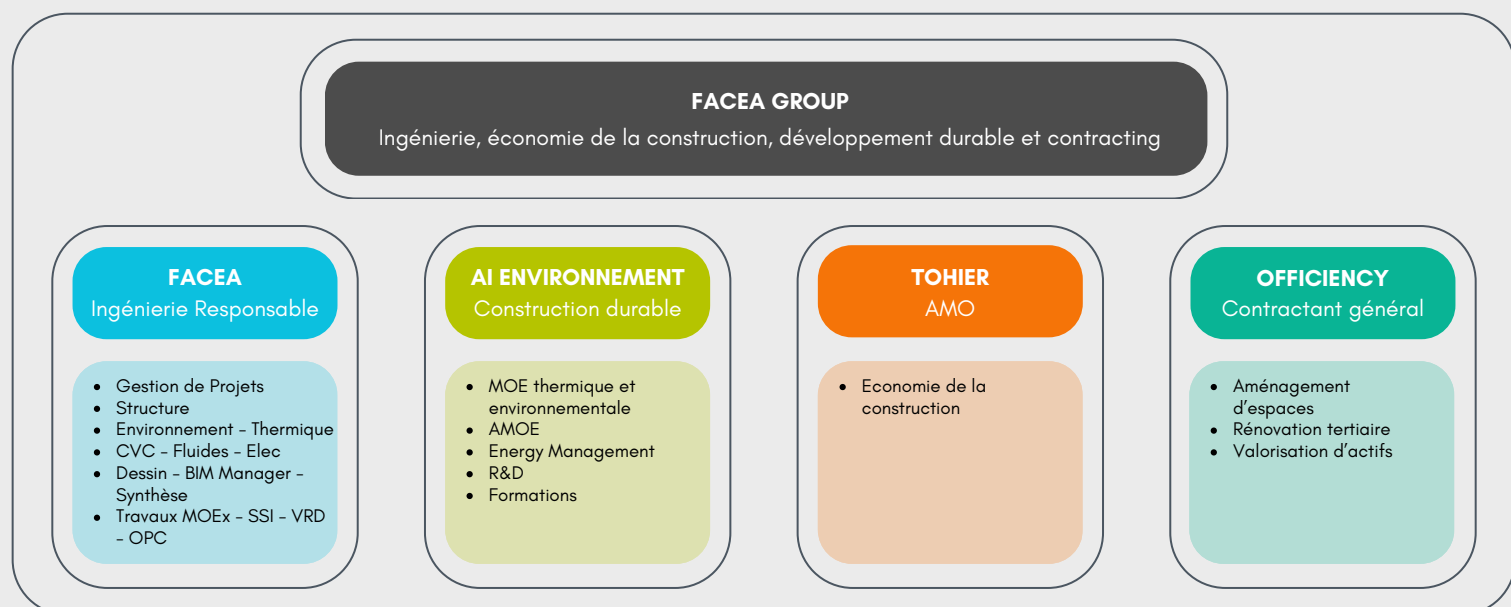 FACEA GROUP
Ingénierie, économie de la construction, développement durable et contracting
FACEA
Ingénierie Responsable
• Gestion de Projets
• Structure
• Environnement - Thermique
• CVC - Fluides - Elec
• Dessin - BIM Manager -
Synthèse
• Travaux MOEx - SSI - VRD
- OPC
AI ENVIRONNEMENT
Construction durable
• MOE thermique et
environnementale
• AMOE
• Energy Management
• R&D
• Formations
TOHIER
AMO
• Economie de la
construction
OFFICIENCY
Contractant général
• Aménagement
d’espaces
• Rénovation tertiaire
• Valorisation d’actifs